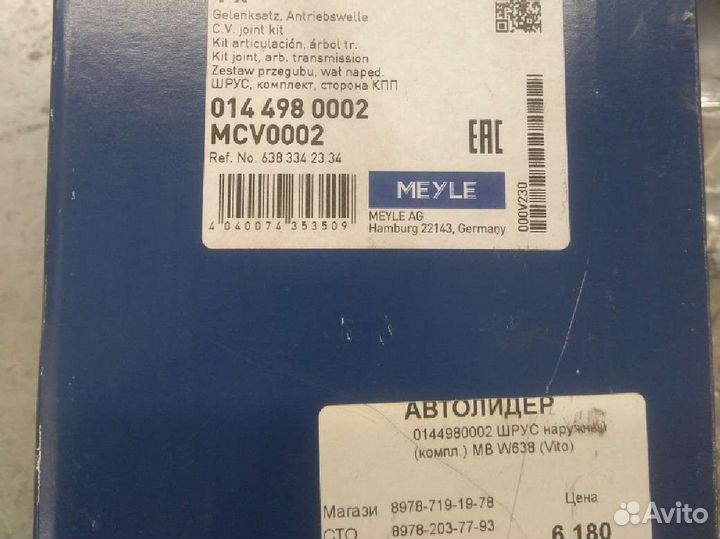 Gelenksatz, Antriebswelle
C.V. joint kit
Kit articulación, árbol tr.
Kit joint, arb. transmission
Zestaw przegubu, wał napęd.
ШРУС, комплект, сторона КПП
014 498 0002
MCV0002
Ref. No. 638 334 23 34
EAC
MEYLE
MEYLE AG
Hamburg 22143, Germany
4 040074 353509
000V230
АВТОЛИДЕР
0144980002 ШРУС наружный
(компл.) MB W638 (Vito)
Магази 8978-719-19-78
Цена
СТО 8978-203-77-93
6 180
Avito